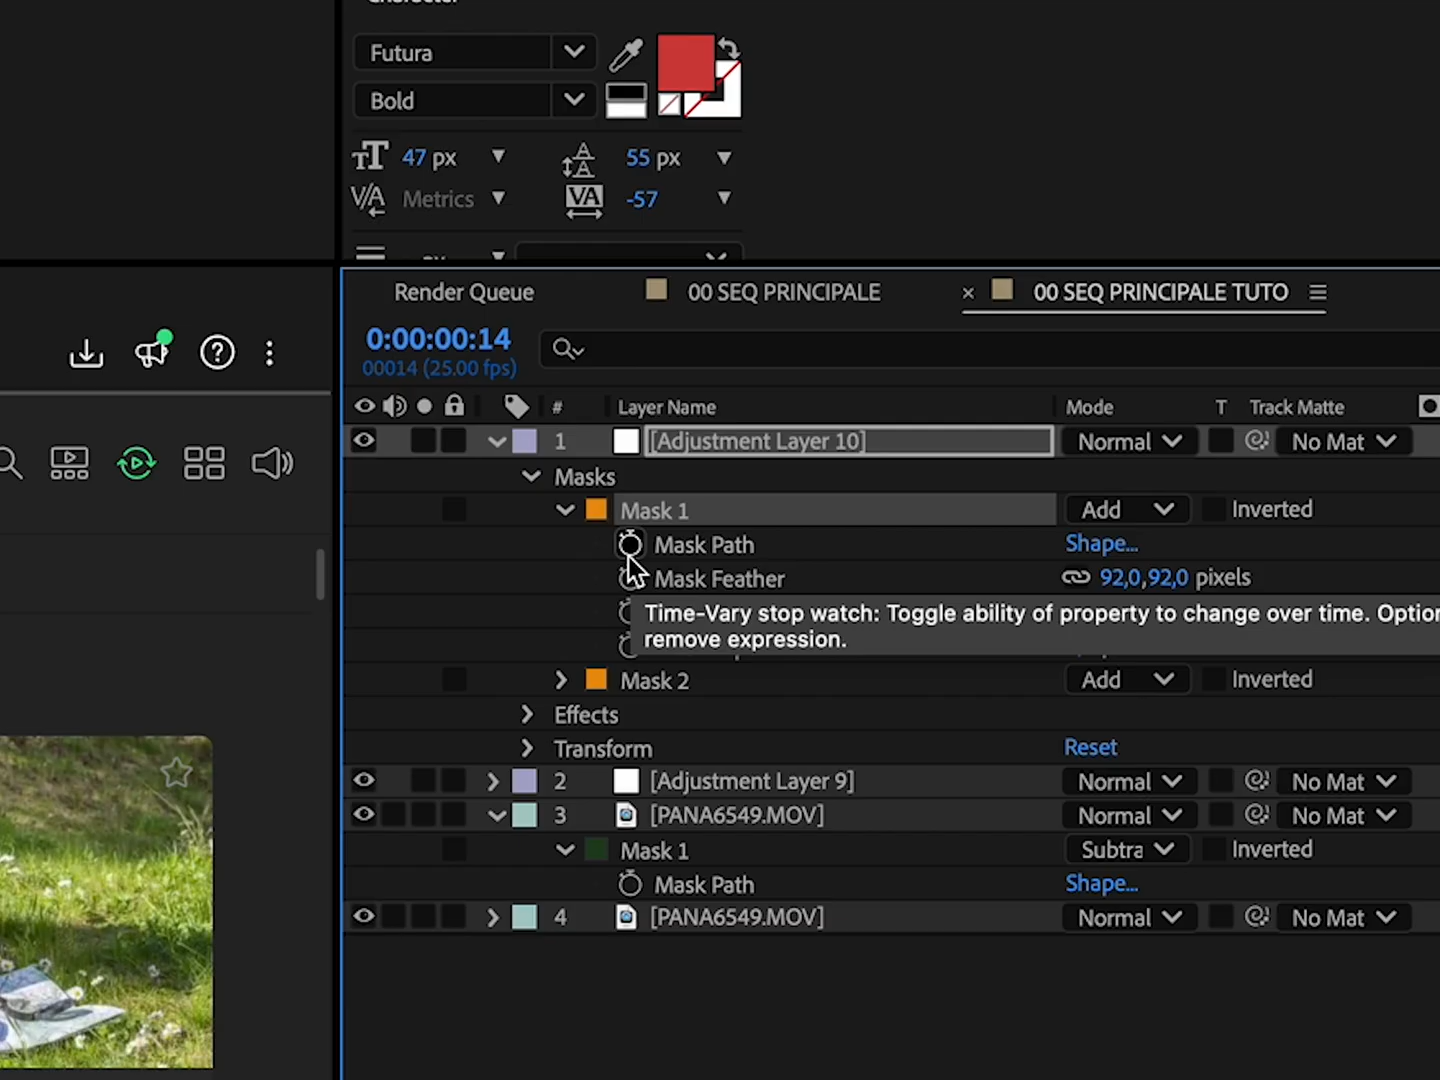 Character
Futura
Bold
47 px
55 px
Metrics
-57
px
Render Queue
00 SEQ PRINCIPALE
× 00 SEQ PRINCIPALE TUTO
0:00:00:14
00014 (25.00 fps)
# Layer Name Mode T Track Matte
1 [Adjustment Layer 10] Normal No Mat
Masks
Mask 1 Add Inverted
Mask Path Shape...
Mask Feather 92,0,92,0 pixels
Time-Vary stop watch: Toggle ability of property to change over time. Option
remove expression.
Mask 2 Add Inverted
Effects
Transform Reset
2 [Adjustment Layer 9] Normal No Mat
3 [PANA6549.MOV] Normal No Mat
Mask 1 Subtra Inverted
Mask Path Shape...
4 [PANA6549.MOV] Normal No Mat